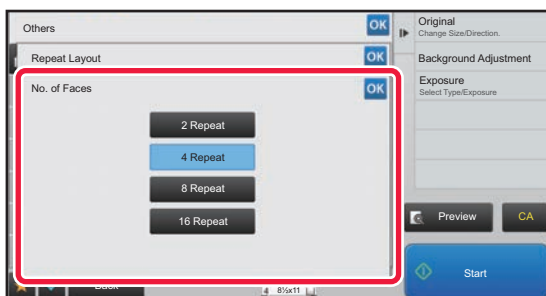 Others
OK
Repeat Layout
OK
No. of Faces
OK
2 Repeat
4 Repeat
8 Repeat
16 Repeat
Back
4 8½x11
Original
Change Size/Direction.
Background Adjustment
Exposure
Select Type/Exposure
Preview
CA
Start